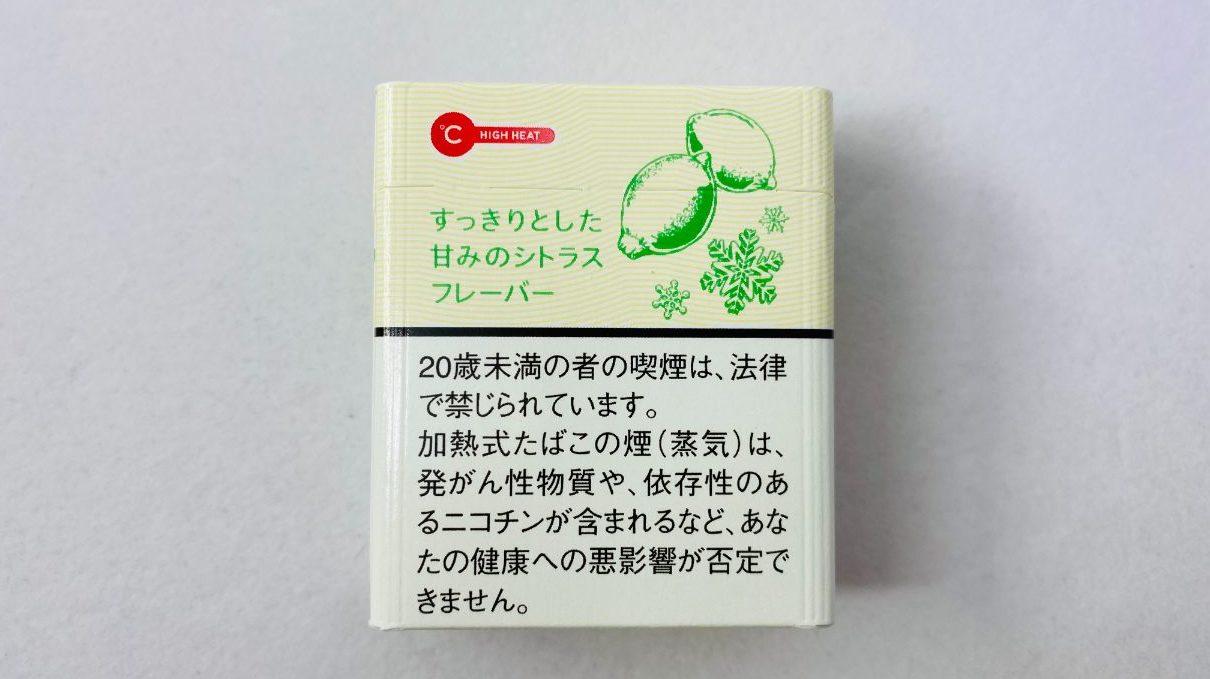 ℃ HIGH HEAT
すっきりとした
甘みのシトラス
フレーバー
20歳未満の者の喫煙は、法律
で禁じられています。
加熱式たばこの煙（蒸気）は、
発がん性物質や、依存性のあ
るニコチンが含まれるなど、あな
たの健康への悪影響が否定で
きません。